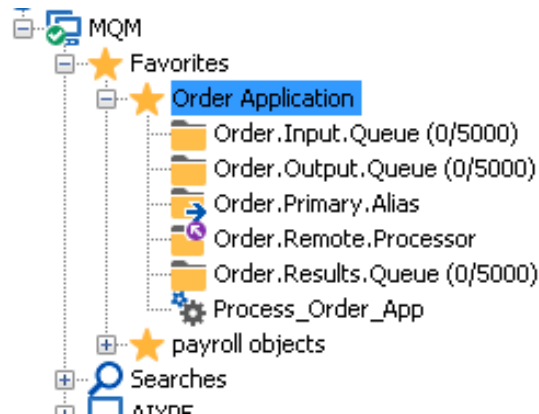 MQM
Favorites
Order Application
Order.Input.Queue (0/5000)
Order.Output.Queue (0/5000)
Order.Primary.Alias
Order.Remote.Processor
Order.Results.Queue (0/5000)
Process_Order_App
payroll objects
Searches